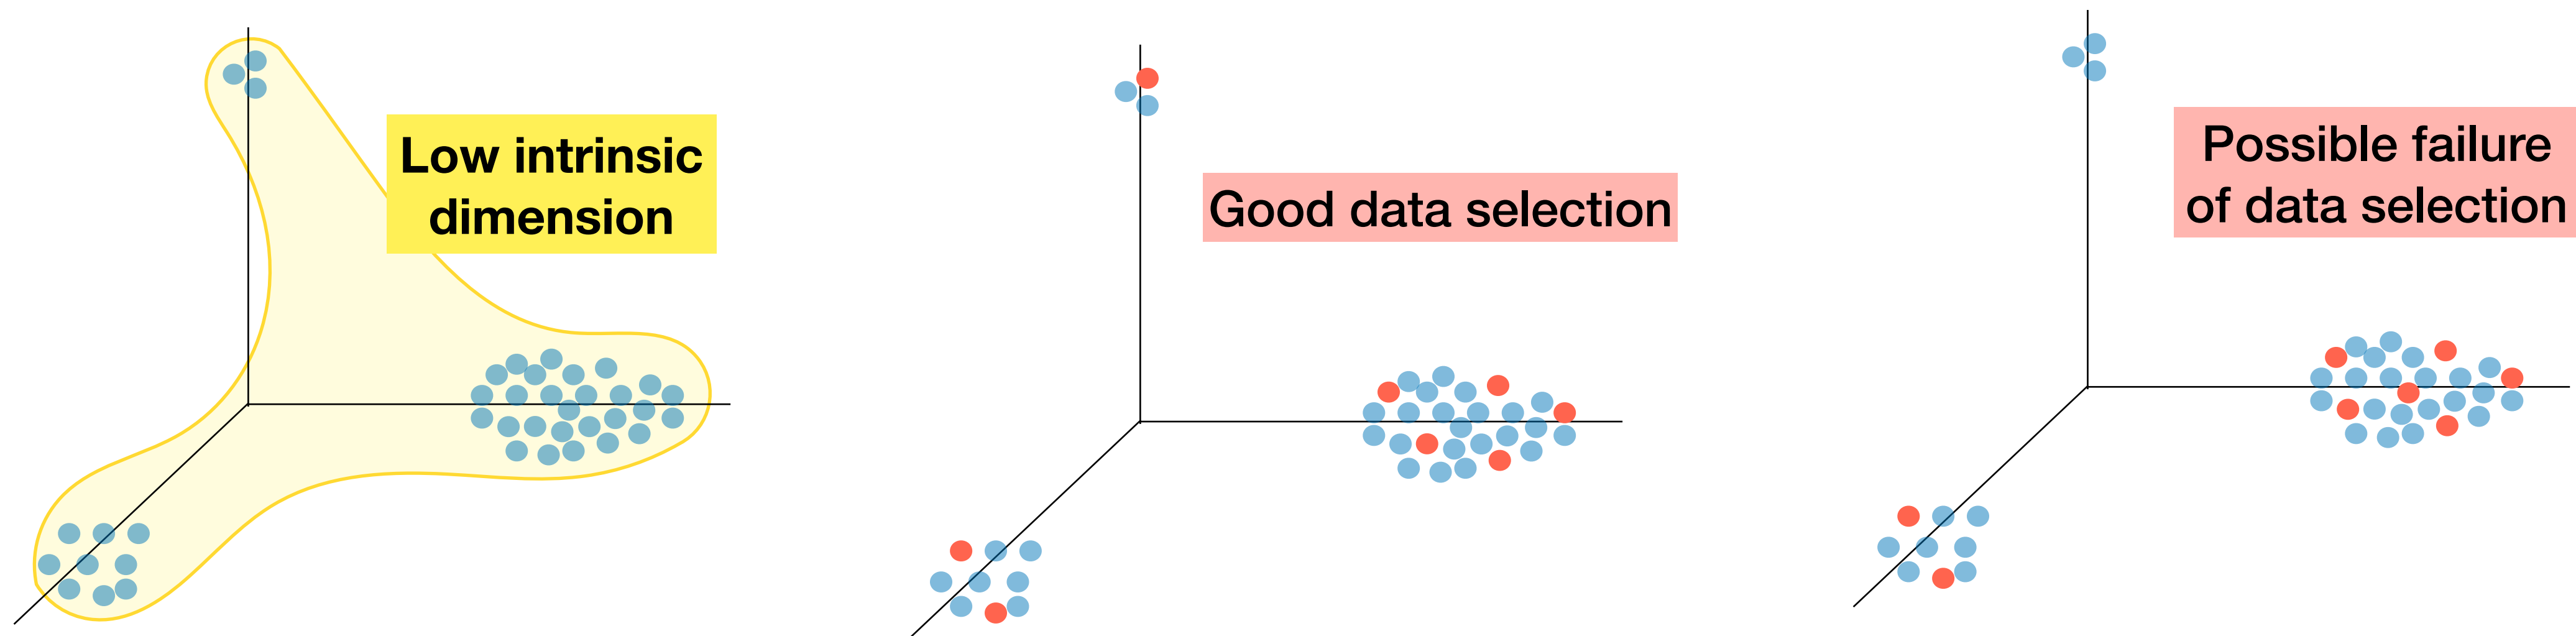 Low intrinsic
dimension
Good data selection
Possible failure
of data selection